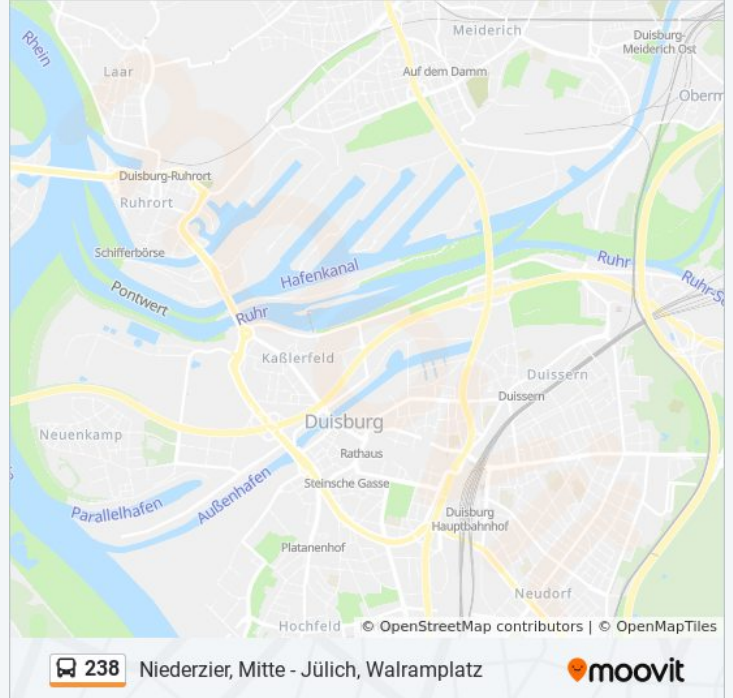 Rhein
Meiderich
Duisburg-
Meiderich Ost
Laar
Auf dem Damm
Duisburg-Ruhrort
Ruhrort
Schifferbörse
Hafenkanal
Ruhr
Pontwert
Ruhr
Kaßlerfeld
Duissern
Duissern
Duisburg
Neuenkamp
Rathaus
Steinsche Gasse
Außenhafen
Parallelhafen
Duisburg
Hauptbahnhof
Platanenhof
Neudorf
Hochfeld
© OpenStreetMap contributors | © OpenMapTiles
238 Niederzier, Mitte - Jülich, Walramplatz
moovit